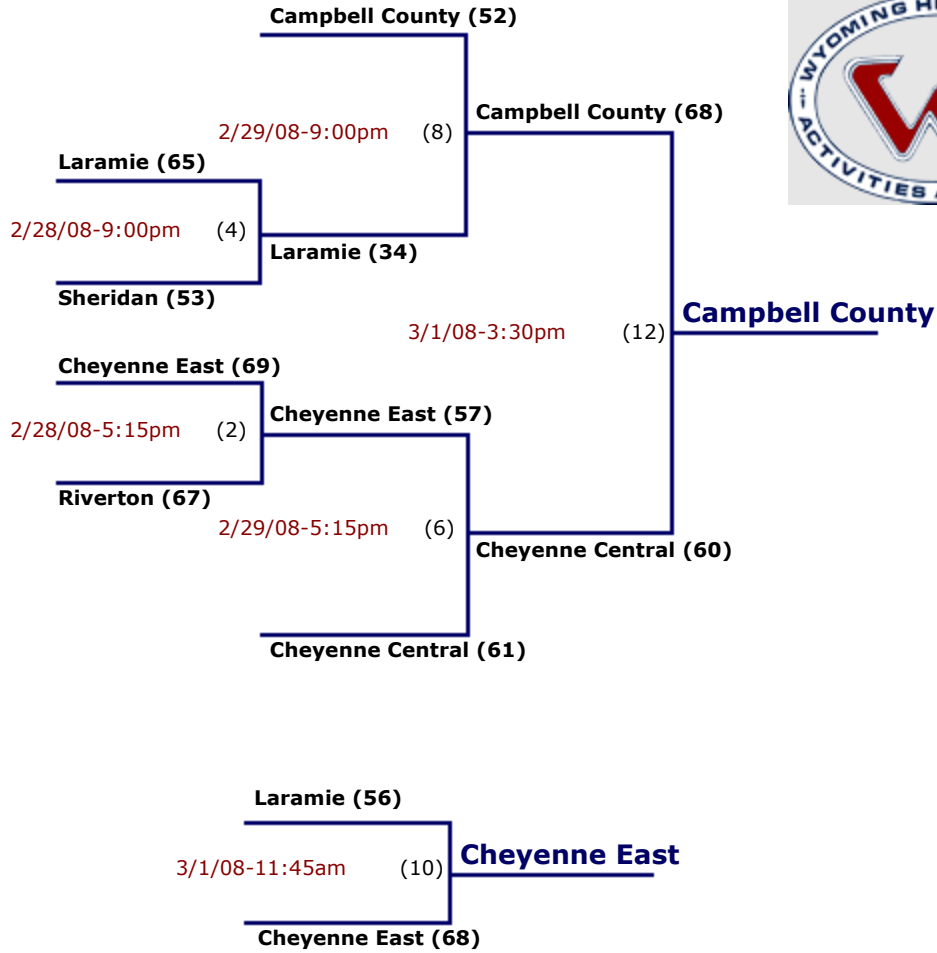 Campbell County (52)
WYOMING H
ACTIVITIES
Campbell County (68)
2/29/08-9:00pm (8)
Laramie (65)
2/28/08-9:00pm (4)
Laramie (34)
Sheridan (53)
Campbell County
3/1/08-3:30pm (12)
Cheyenne East (69)
Cheyenne East (57)
2/28/08-5:15pm (2)
Riverton (67)
2/29/08-5:15pm (6)
Cheyenne Central (60)
Cheyenne Central (61)
Laramie (56)
Cheyenne East
3/1/08-11:45am (10)
Cheyenne East (68)